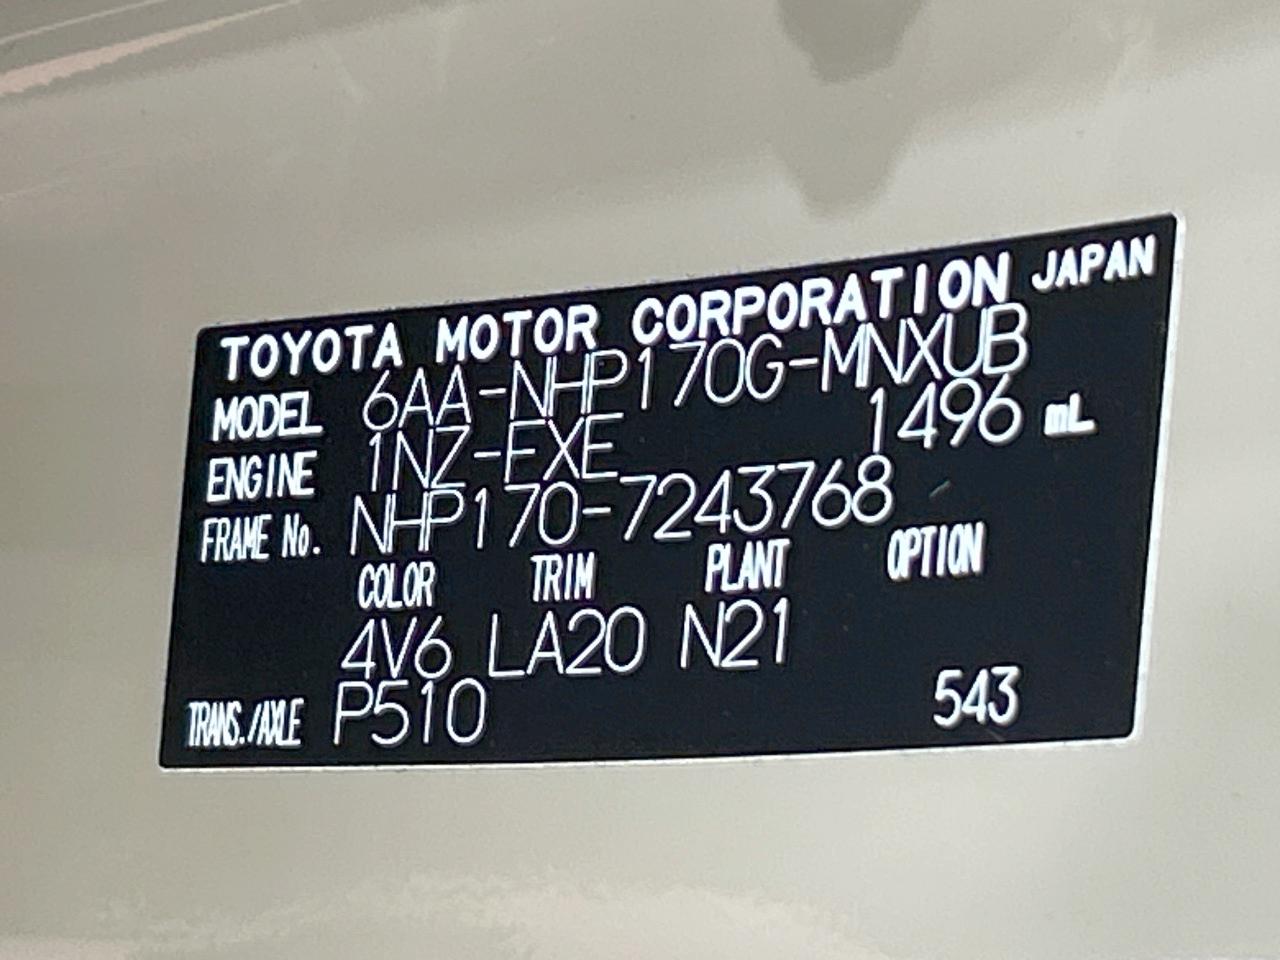 TOYOTA MOTOR CORPORATION JAPAN
MODEL 6AA-NHP170G-MNXUB
ENGINE 1NZ-FXE 1496 mL
FRAME No. NHP170-7243768
COLOR TRIM PLANT OPTION
4V6 LA20 N21
TRANS./AXLE P510 543